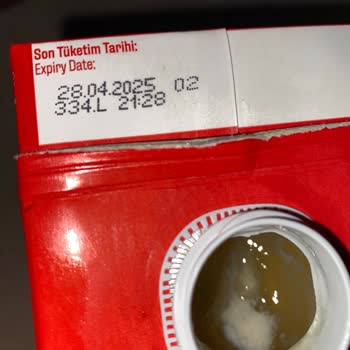 Son Tüketim Tarihi:
Expiry Date:
28.04.2025 02
334.L 21:28